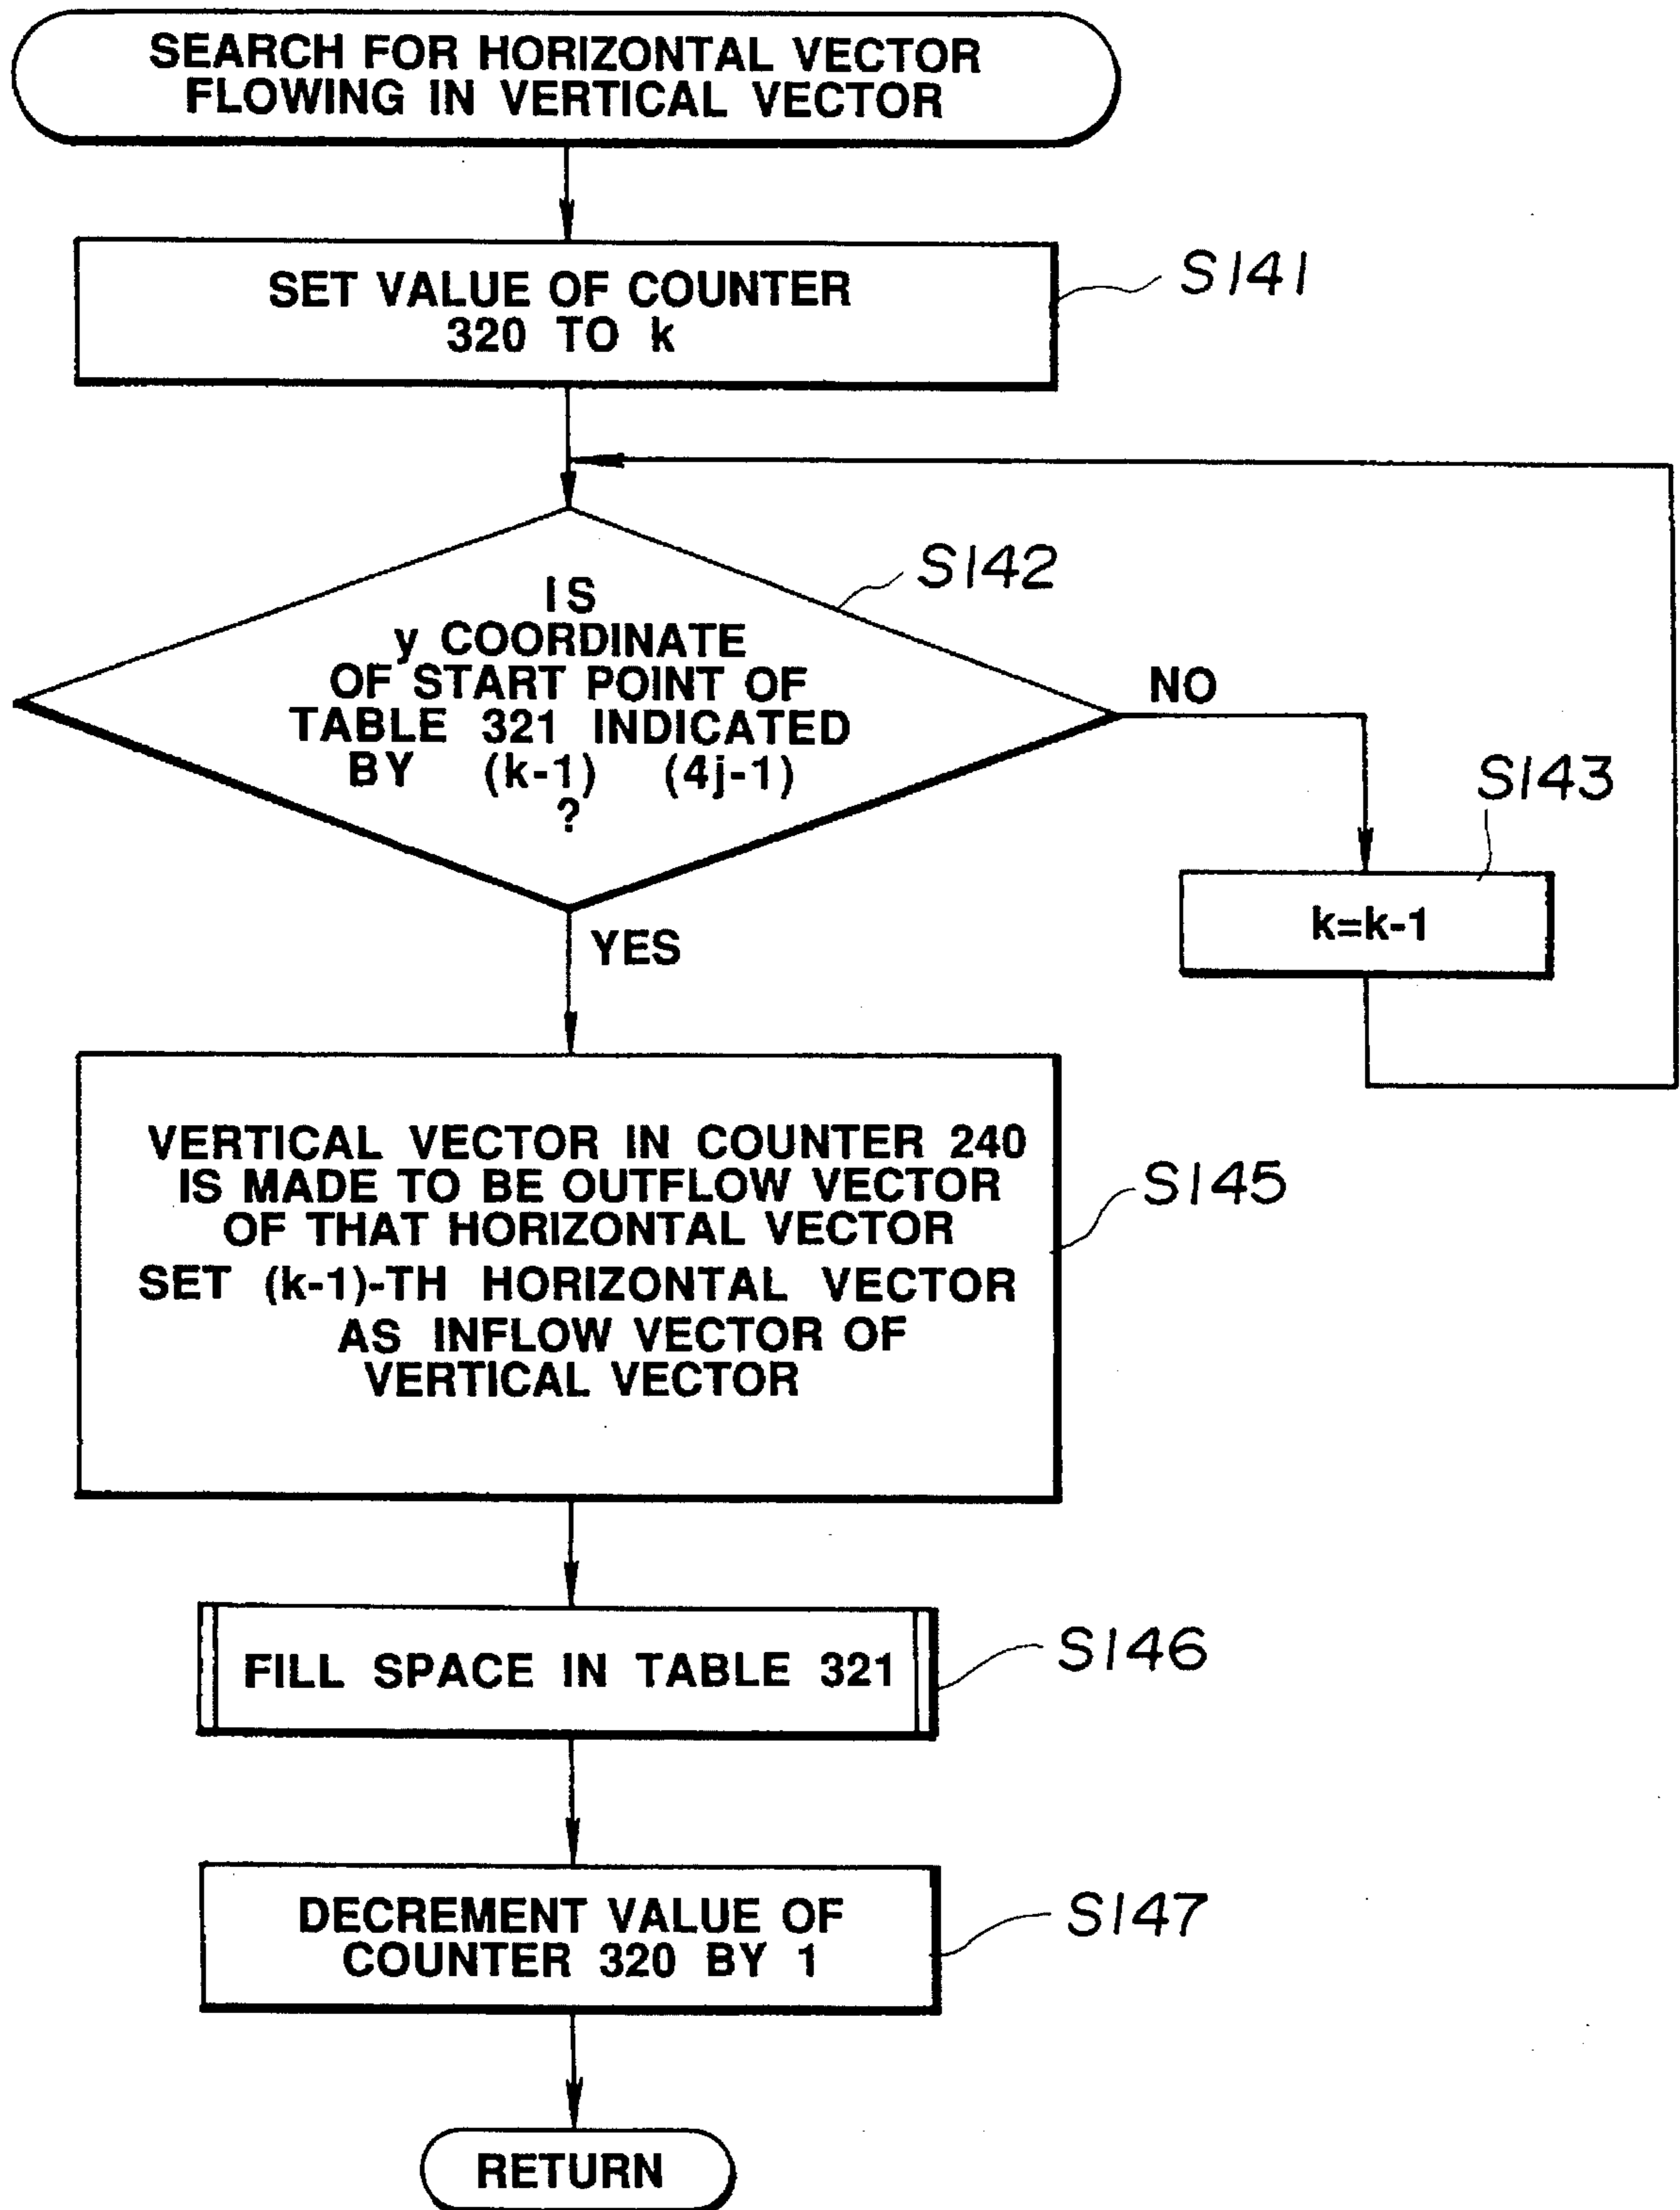 SEARCH FOR HORIZONTAL VECTOR
FLOWING IN VERTICAL VECTOR
SET VALUE OF COUNTER
320 TO k
S141
IS
y COORDINATE
OF START POINT OF
TABLE 321 INDICATED
BY (k-1) (4j-1)
?
S142
NO
S143
k=k-1
YES
VERTICAL VECTOR IN COUNTER 240
IS MADE TO BE OUTFLOW VECTOR
OF THAT HORIZONTAL VECTOR
SET (k-1)-TH HORIZONTAL VECTOR
AS INFLOW VECTOR OF
VERTICAL VECTOR
S145
FILL SPACE IN TABLE 321
S146
DECREMENT VALUE OF
COUNTER 320 BY 1
S147
RETURN